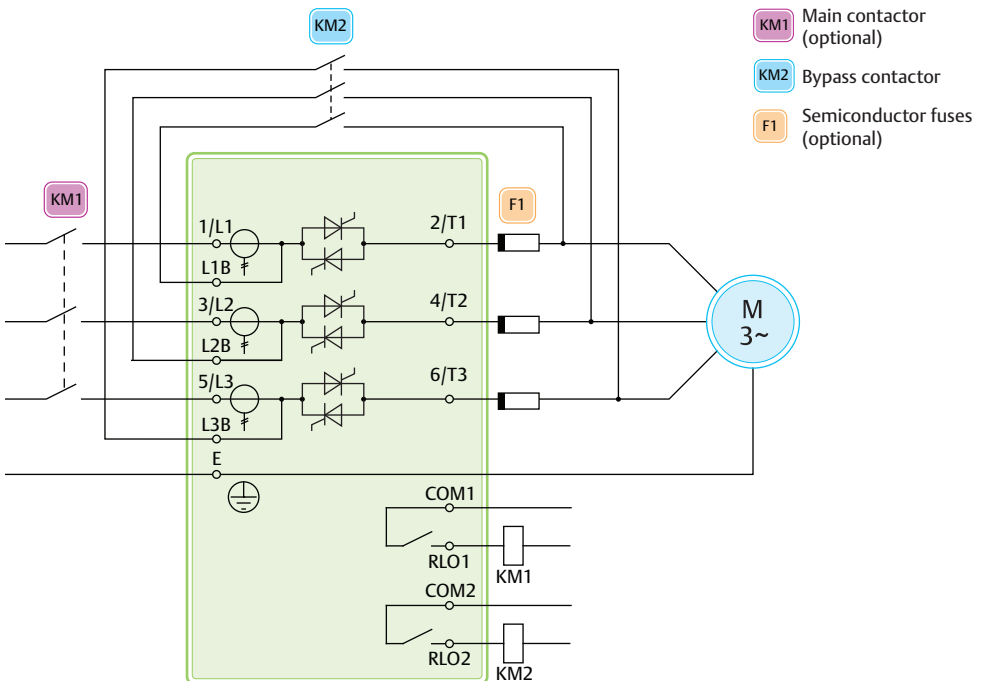 KM2
KM1 Main contactor
(optional)
KM2 Bypass contactor
F1 Semiconductor fuses
(optional)
KM1
F1
1/L1
2/T1
L1B
3/L2
4/T2
M
3~
L2B
5/L3
6/T3
L3B
E
COM1
RLO1
KM1
COM2
RLO2
KM2